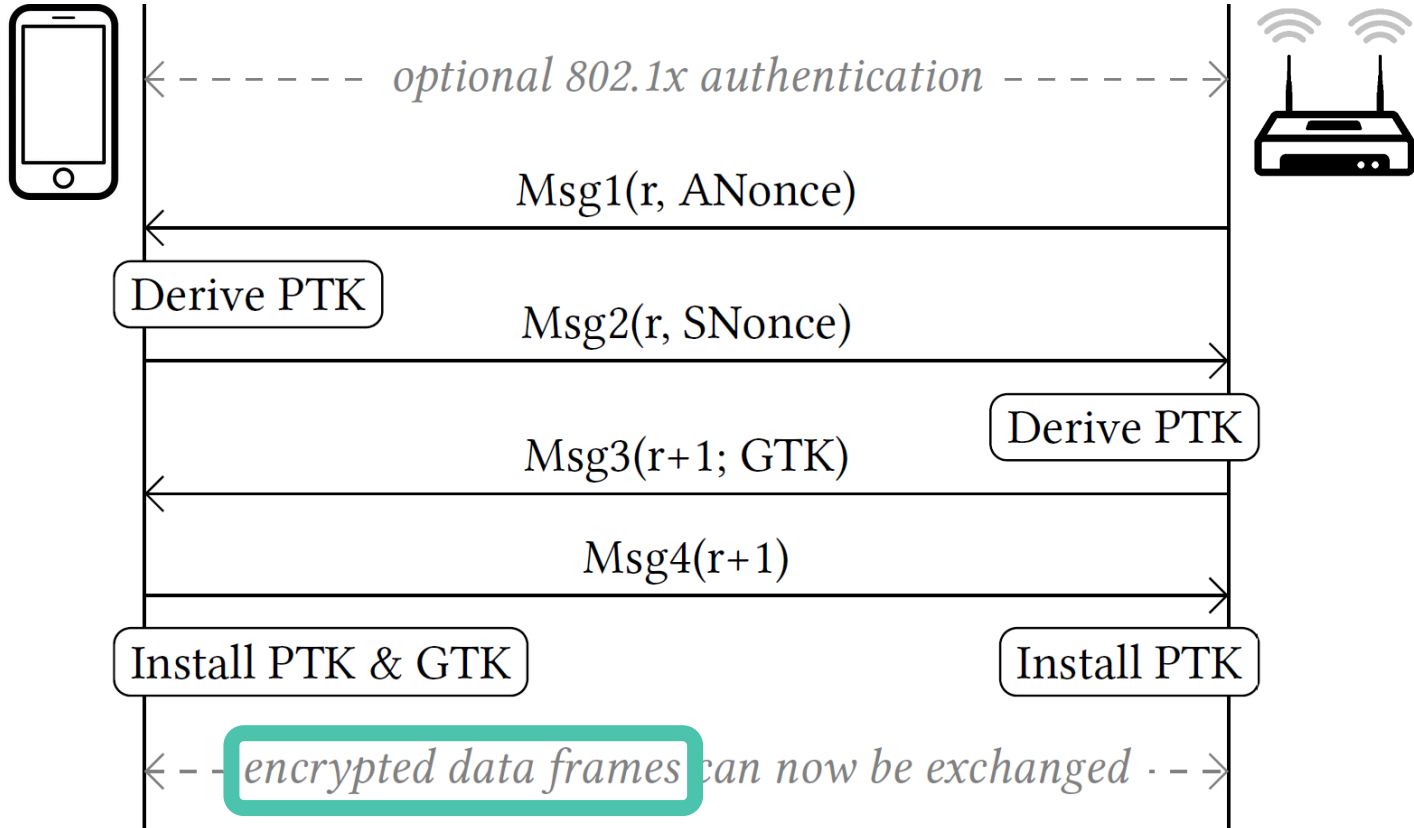 optional 802.1x authentication
Msg1(r, ANonce)
Derive PTK
Msg2(r, SNonce)
Derive PTK
Msg3(r+1; GTK)
Msg4(r+1)
Install PTK & GTK
Install PTK
encrypted data frames can now be exchanged